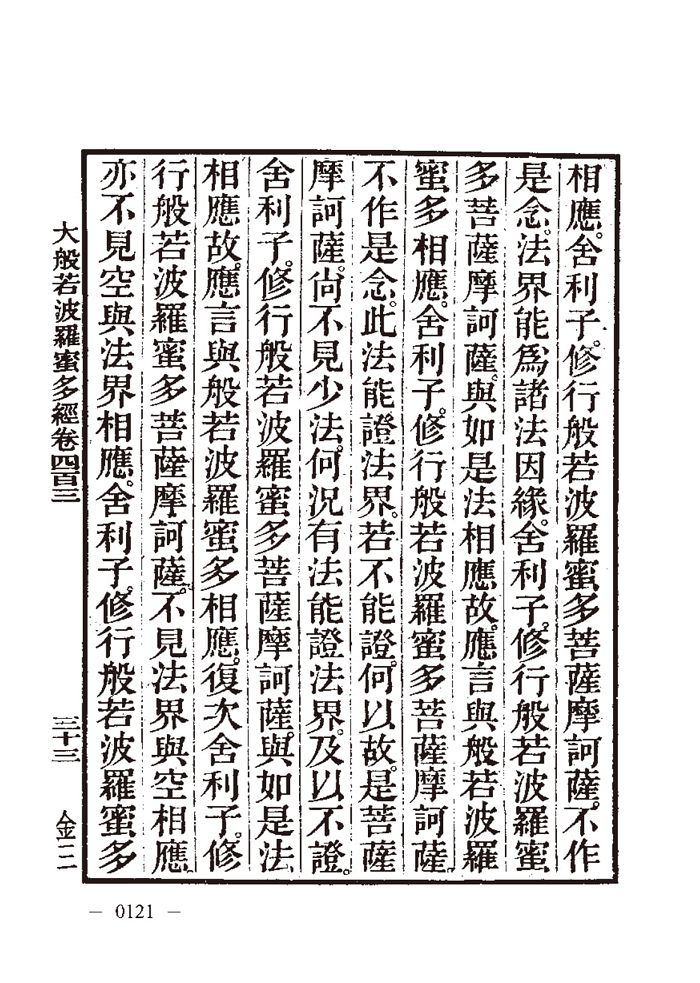 相應。舍利子。修行般若波羅蜜多菩薩摩訶薩。不作
是念。法界能爲諸法因緣。舍利子。修行般若波羅蜜
多菩薩摩訶薩。與如是法相應故。應言與般若波羅
蜜多相應。舍利子。修行般若波羅蜜多菩薩摩訶薩。
不作是念。此法能證法界。若不能證。何以故。是菩薩
摩訶薩。尙不見少法。何況有法能證法界。及以不證。
舍利子。修行般若波羅蜜多菩薩摩訶薩。與如是法
相應故。應言與般若波羅蜜多相應。復次舍利子。修
行般若波羅蜜多菩薩摩訶薩。不見法界與空相應。
亦不見空與法界相應。舍利子。修行般若波羅蜜多
大般若波羅蜜多經卷四百三 三十三 金二
— 0121 —